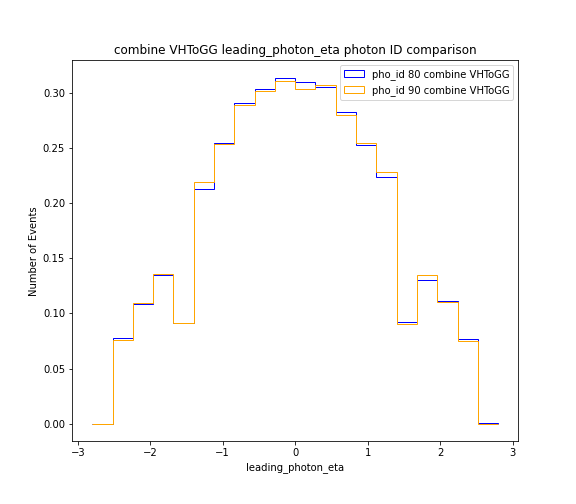 combine VHToGG leading_photon_eta photon ID comparison
pho_id 80 combine VHToGG
pho_id 90 combine VHToGG
Number of Events
0.30
0.25
0.20
0.15
0.10
0.05
0.00
−3
−2
−1
0
1
2
3
leading_photon_eta